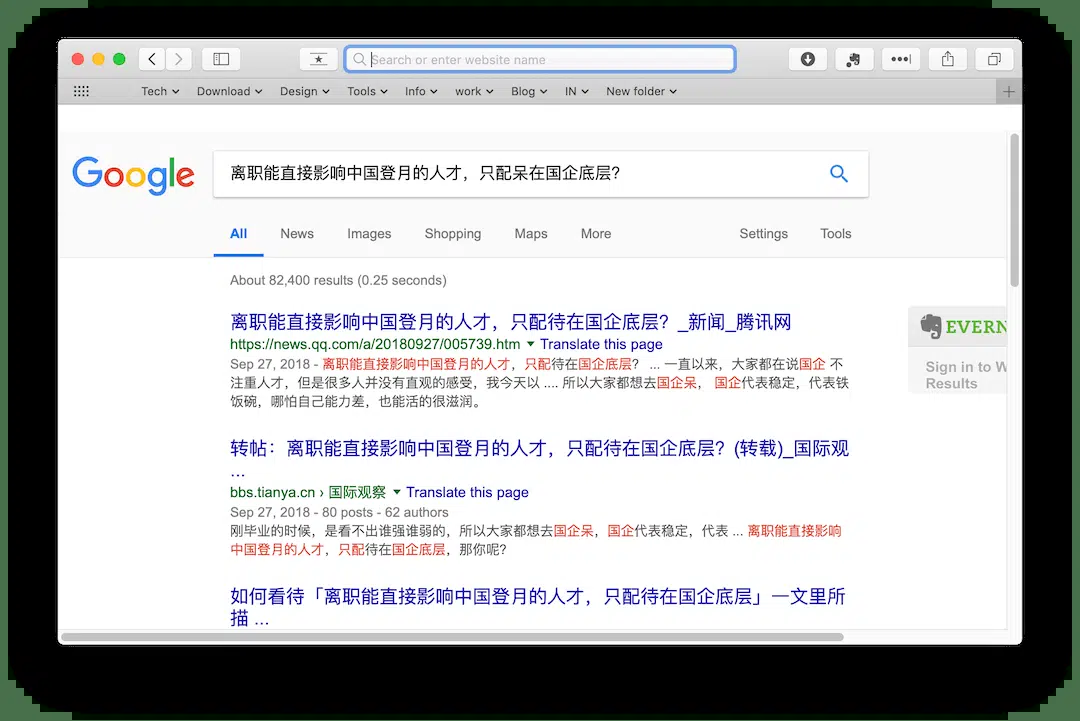 Search or enter website name
Tech Download Design Tools Info work Blog IN New folder
Google
离职能直接影响中国登月的人才，只配呆在国企底层?
All News Images Shopping Maps More Settings Tools
About 82,400 results (0.25 seconds)
离职能直接影响中国登月的人才，只配待在国企底层？_新闻_腾讯网
https://news.qq.com/a/20180927/005739.htm Translate this page
Sep 27, 2018 - 离职能直接影响中国登月的人才，只配待在国企底层？ ... 一直以来，大家都在说国企 不
注重人才，但是很多人并没有直观的感受，我今天以 .... 所以大家都想去国企呆， 国企代表稳定，代表铁
饭碗，哪怕自己能力差，也能活的很滋润。
EVERN
Sign in to W
Results
转帖：离职能直接影响中国登月的人才，只配待在国企底层？(转载)_国际观
...
bbs.tianya.cn › 国际观察 Translate this page
Sep 27, 2018 - 80 posts - 62 authors
刚毕业的时候，是看不出谁强谁弱的，所以大家都想去国企呆，国企代表稳定，代表 ... 离职能直接影响
中国登月的人才，只配待在国企底层，那你呢?
如何看待「离职能直接影响中国登月的人才，只配待在国企底层」一文里所
描 ...